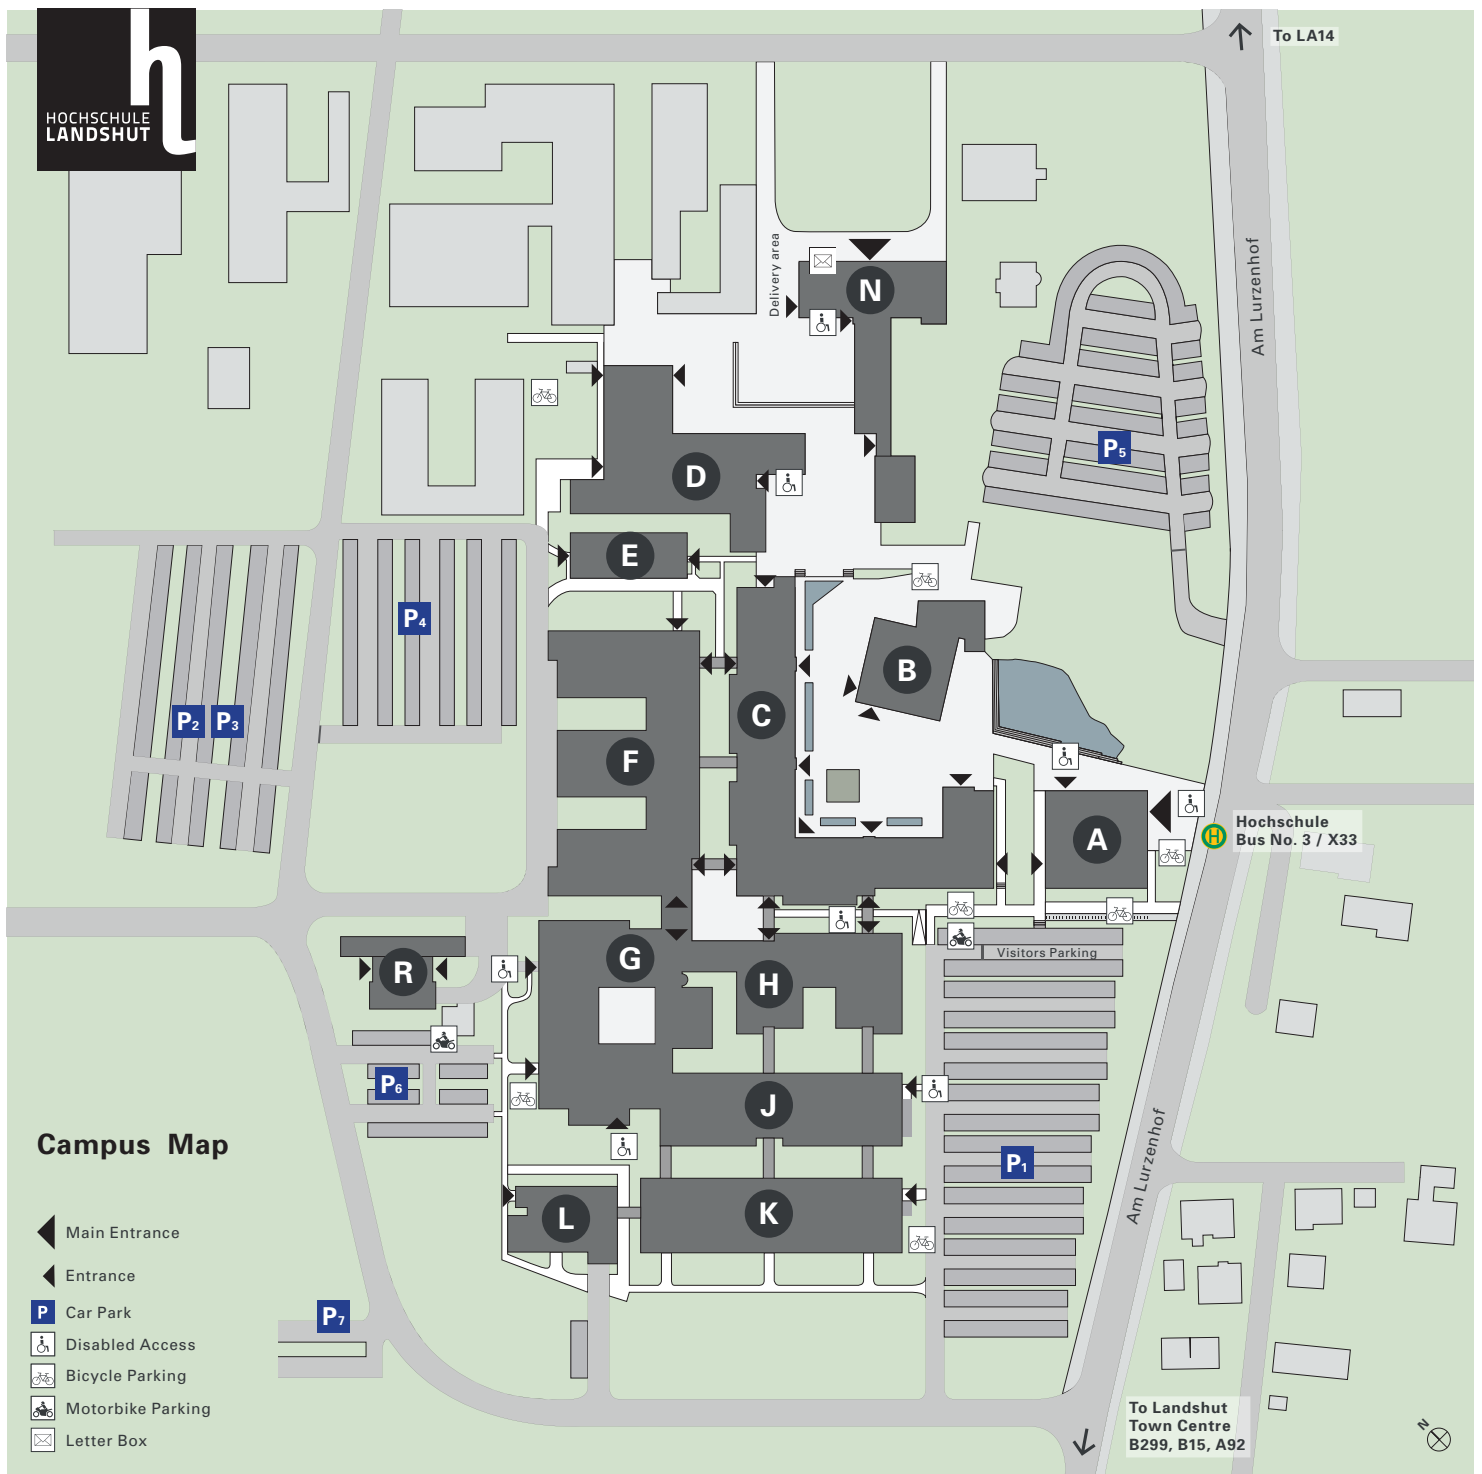 HOCHSCHULE
LANDSHUT
To LA14
Am Lurzenhof
Delivery area
N
D
E
P5
P4
P2
P3
F
C
B
A
Hochschule
Bus No. 3 / X33
R
G
H
Visitors Parking
P6
J
P1
Am Lurzenhof
L
K
P7
Campus Map
Main Entrance
Entrance
P Car Park
Disabled Access
Bicycle Parking
Motorbike Parking
Letter Box
To Landshut
Town Centre
B299, B15, A92
N
H